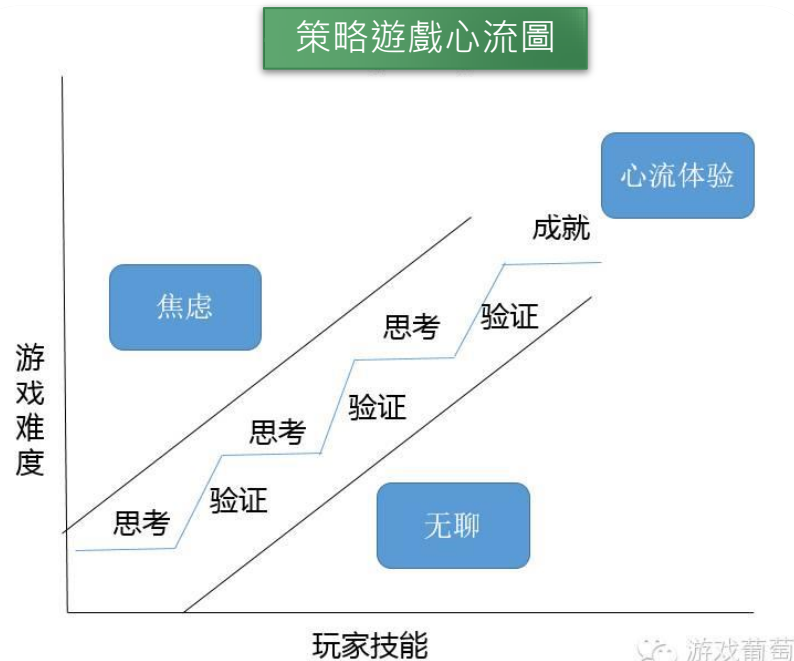 策略遊戲心流圖
心流体验
成就
焦虑
思考
验证
游戏难度
验证
思考
思考
验证
无聊
玩家技能
游戏葡萄